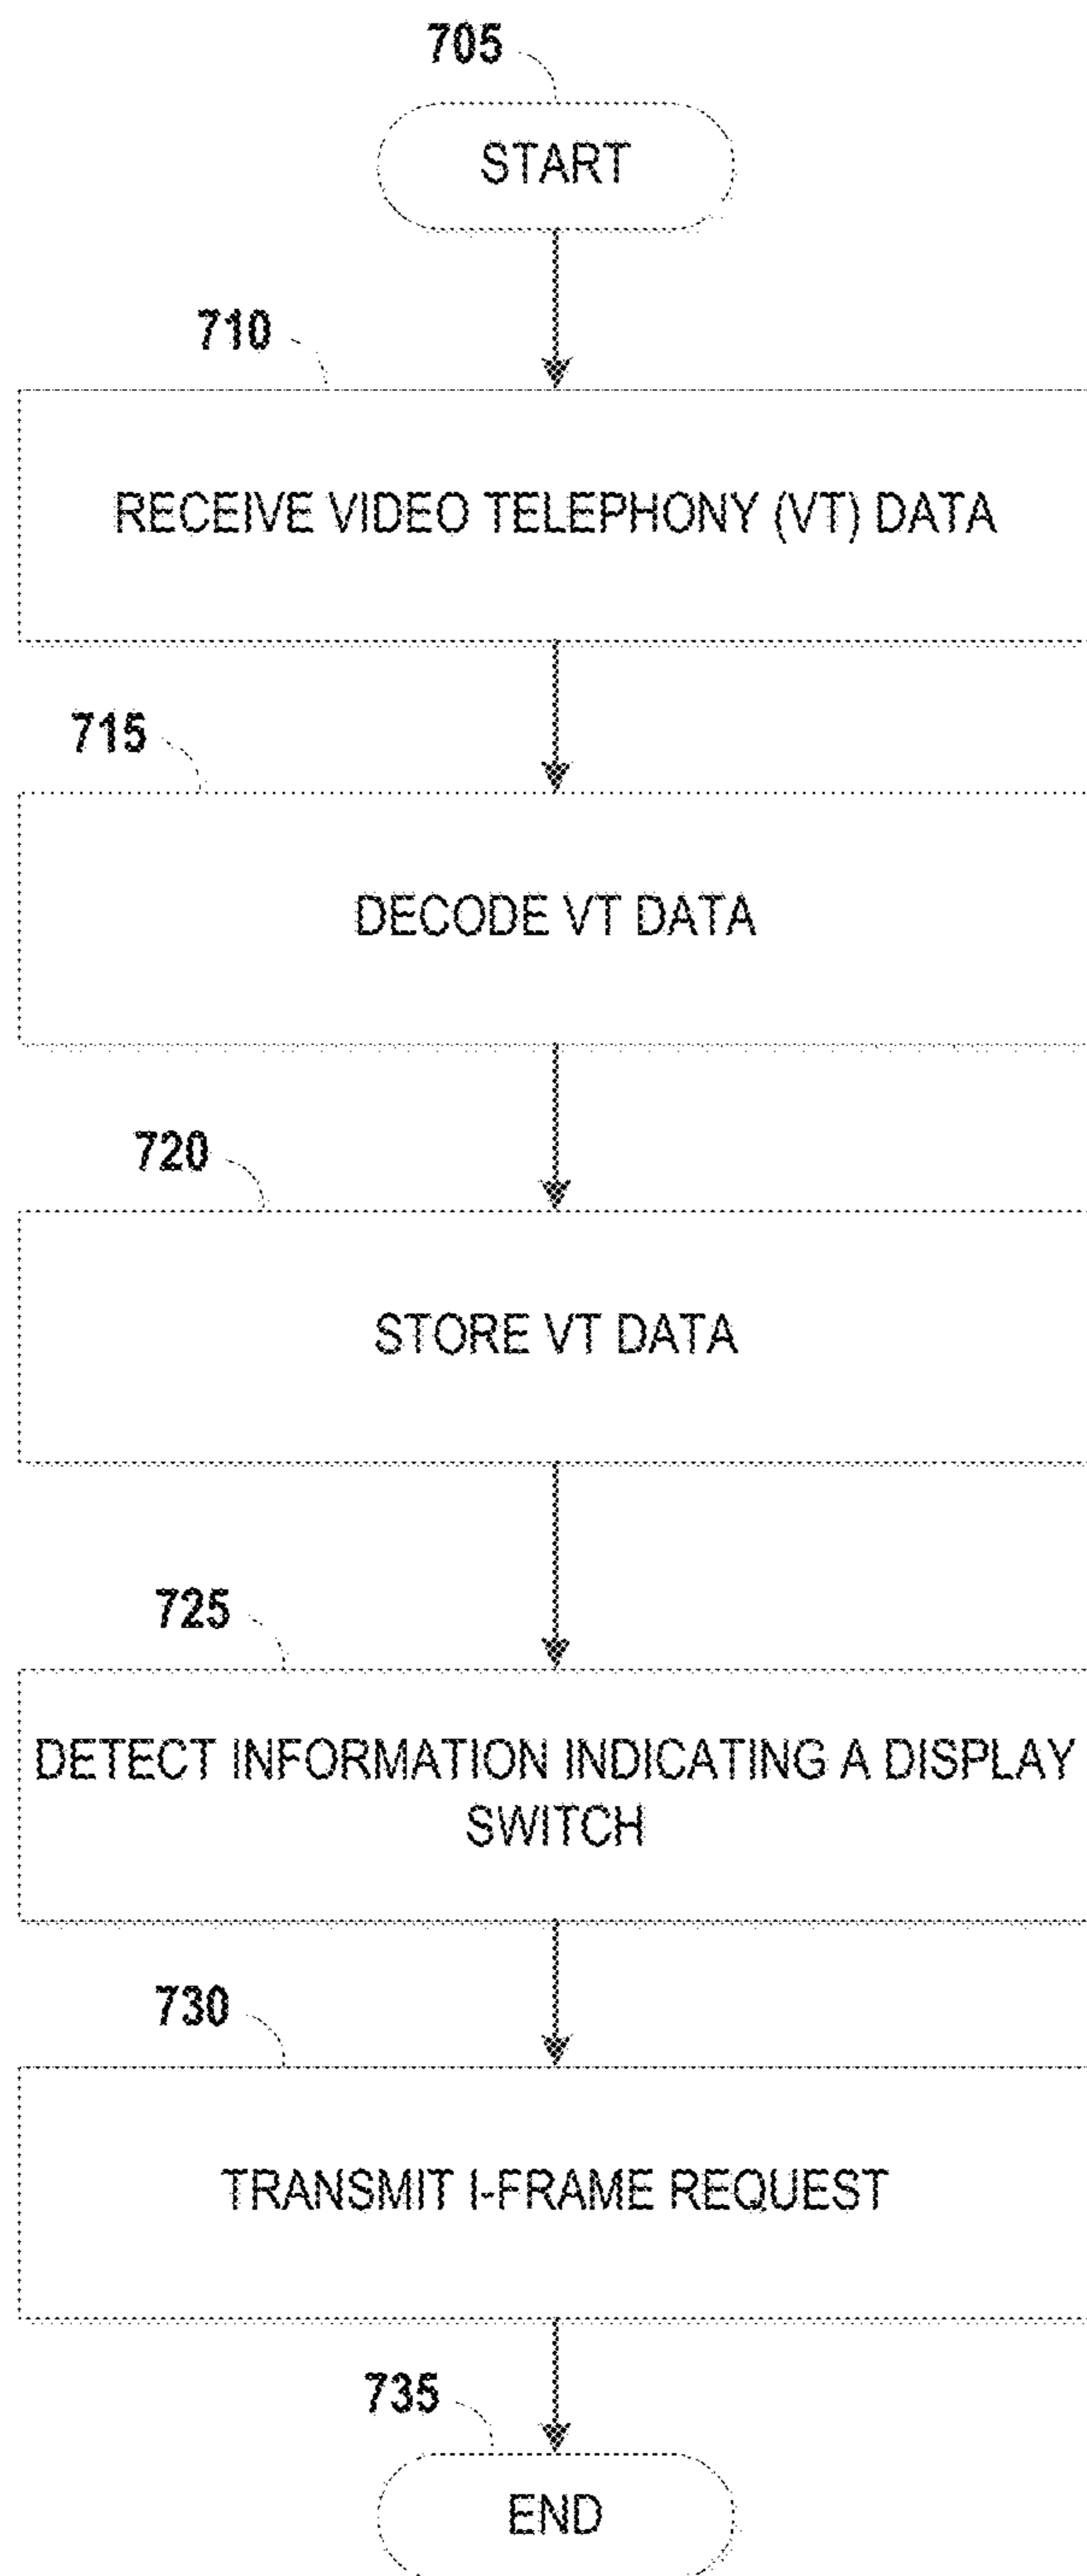 705
START
710
RECEIVE VIDEO TELEPHONY (VT) DATA
715
DECODE VT DATA
720
STORE VT DATA
725
DETECT INFORMATION INDICATING A DISPLAY
SWITCH
730
TRANSMIT I-FRAME REQUEST
735
END